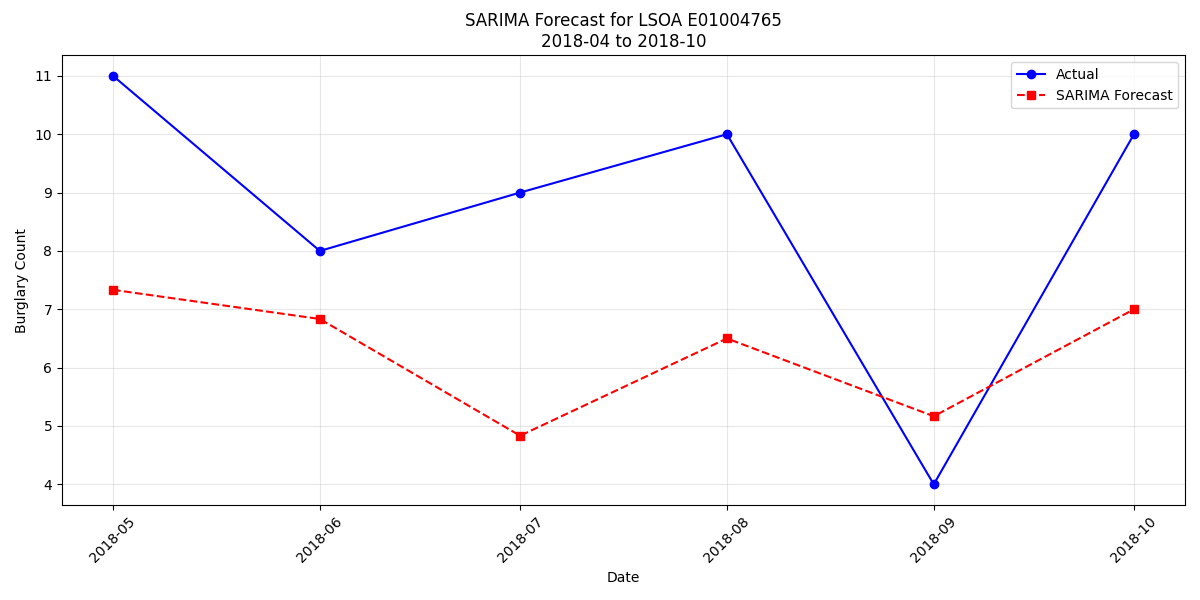 SARIMA Forecast for LSOA E01004765
2018-04 to 2018-10
Actual
SARIMA Forecast
Burglary Count
11
10
9
8
7
6
5
4
2018-05
2018-06
2018-07
2018-08
2018-09
2018-10
Date